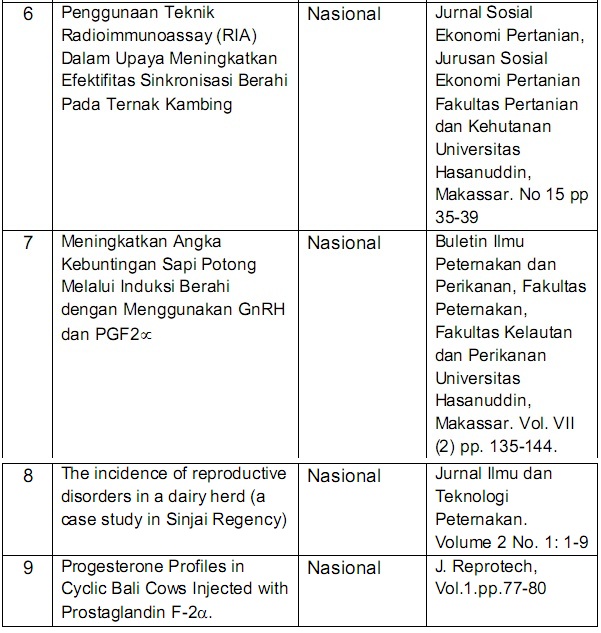 6
Penggunaan Teknik
Radioimmunoassay (RIA)
Dalam Upaya Meningkatkan
Efektifitas Sinkronisasi Berahi
Pada Ternak Kambing
Nasional
Jurnal Sosial
Ekonomi Pertanian,
Jurusan Sosial
Ekonomi Pertanian
Fakultas Pertanian
dan Kehutanan
Universitas
Hasanuddin,
Makassar. No 15 pp
35-39
7
Meningkatkan Angka
Kebuntingan Sapi Potong
Melalui Induksi Berahi
dengan Menggunakan GnRH
dan PGF2∝
Nasional
Buletin Ilmu
Peternakan dan
Perikanan, Fakultas
Peternakan,
Fakultas Kelautan
dan Perikanan
Universitas
Hasanuddin,
Makassar. Vol. VII
(2) pp. 135-144.
8
The incidence of reproductive
disorders in a dairy herd (a
case study in Sinjai Regency)
Nasional
Jurnal Ilmu dan
Teknologi
Peternakan.
Volume 2 No. 1: 1-9
9
Progesterone Profiles in
Cyclic Bali Cows Injected with
Prostaglandin F-2α.
Nasional
J. Reprotech,
Vol.1.pp.77-80